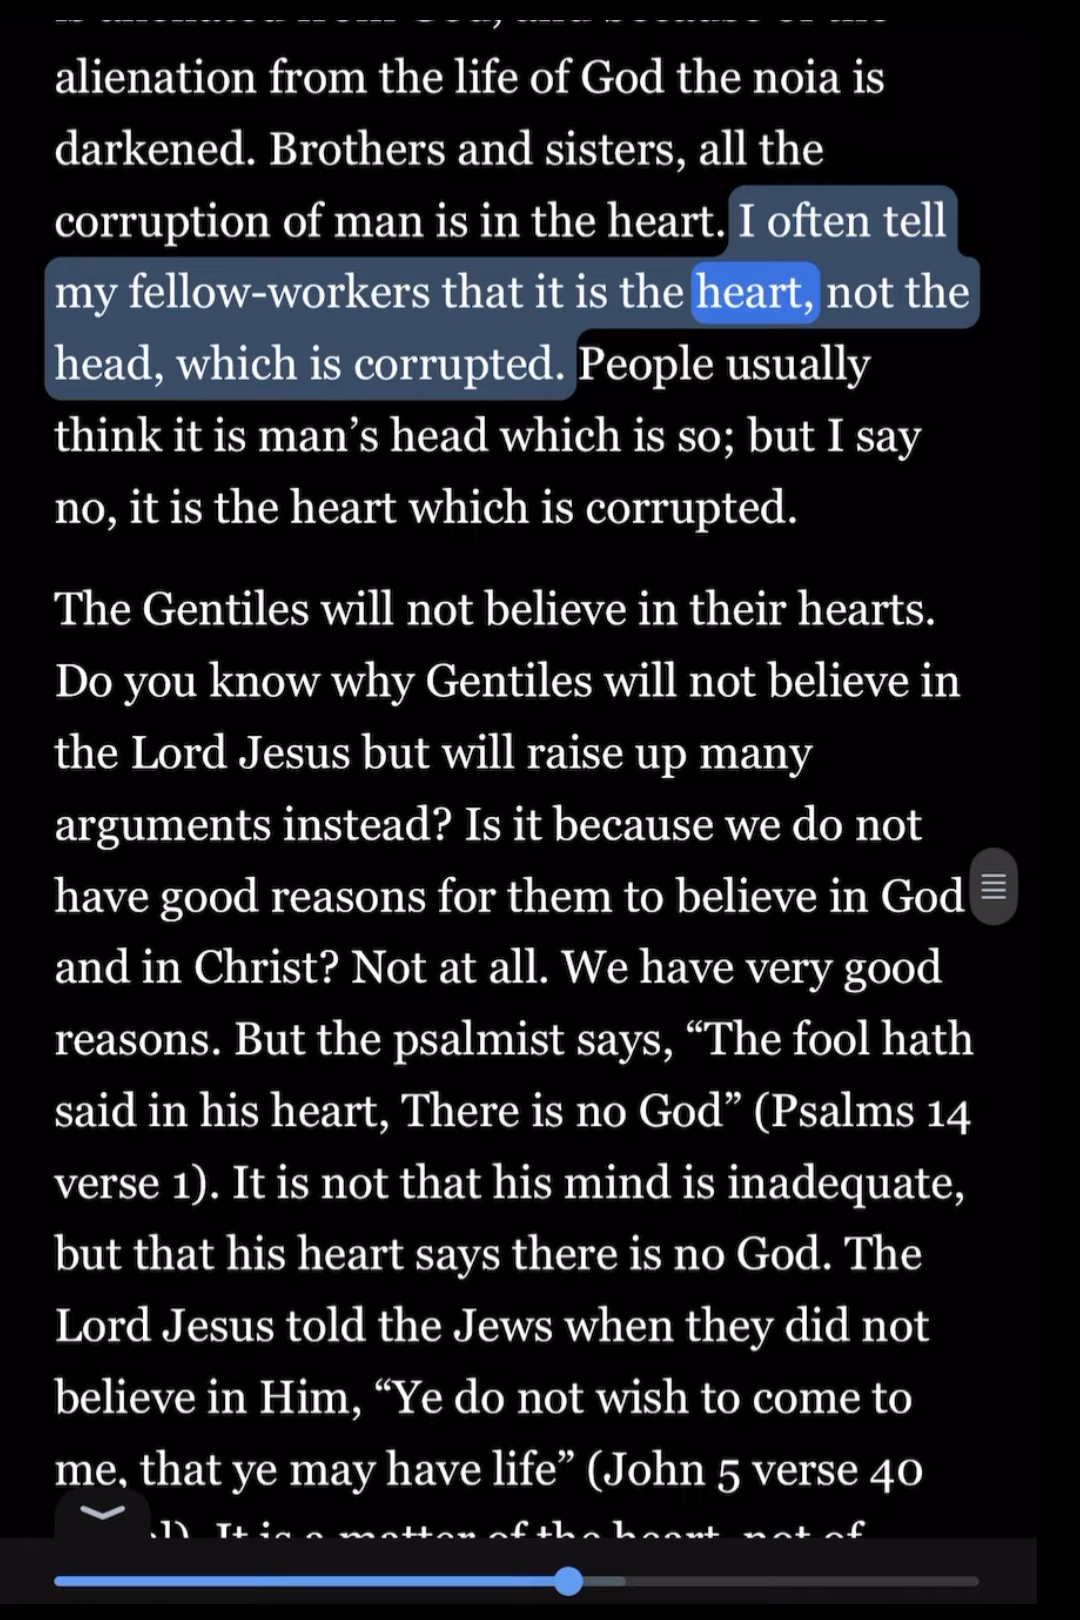 alienation from the life of God the noia is
darkened. Brothers and sisters, all the
corruption of man is in the heart. I often tell
my fellow-workers that it is the heart, not the
head, which is corrupted. People usually
think it is man’s head which is so; but I say
no, it is the heart which is corrupted.
The Gentiles will not believe in their hearts.
Do you know why Gentiles will not believe in
the Lord Jesus but will raise up many
arguments instead? Is it because we do not
have good reasons for them to believe in God
and in Christ? Not at all. We have very good
reasons. But the psalmist says, “The fool hath
said in his heart, There is no God” (Psalms 14
verse 1). It is not that his mind is inadequate,
but that his heart says there is no God. The
Lord Jesus told the Jews when they did not
believe in Him, “Ye do not wish to come to
me, that ye may have life” (John 5 verse 40
It is a matter of the heart, not of